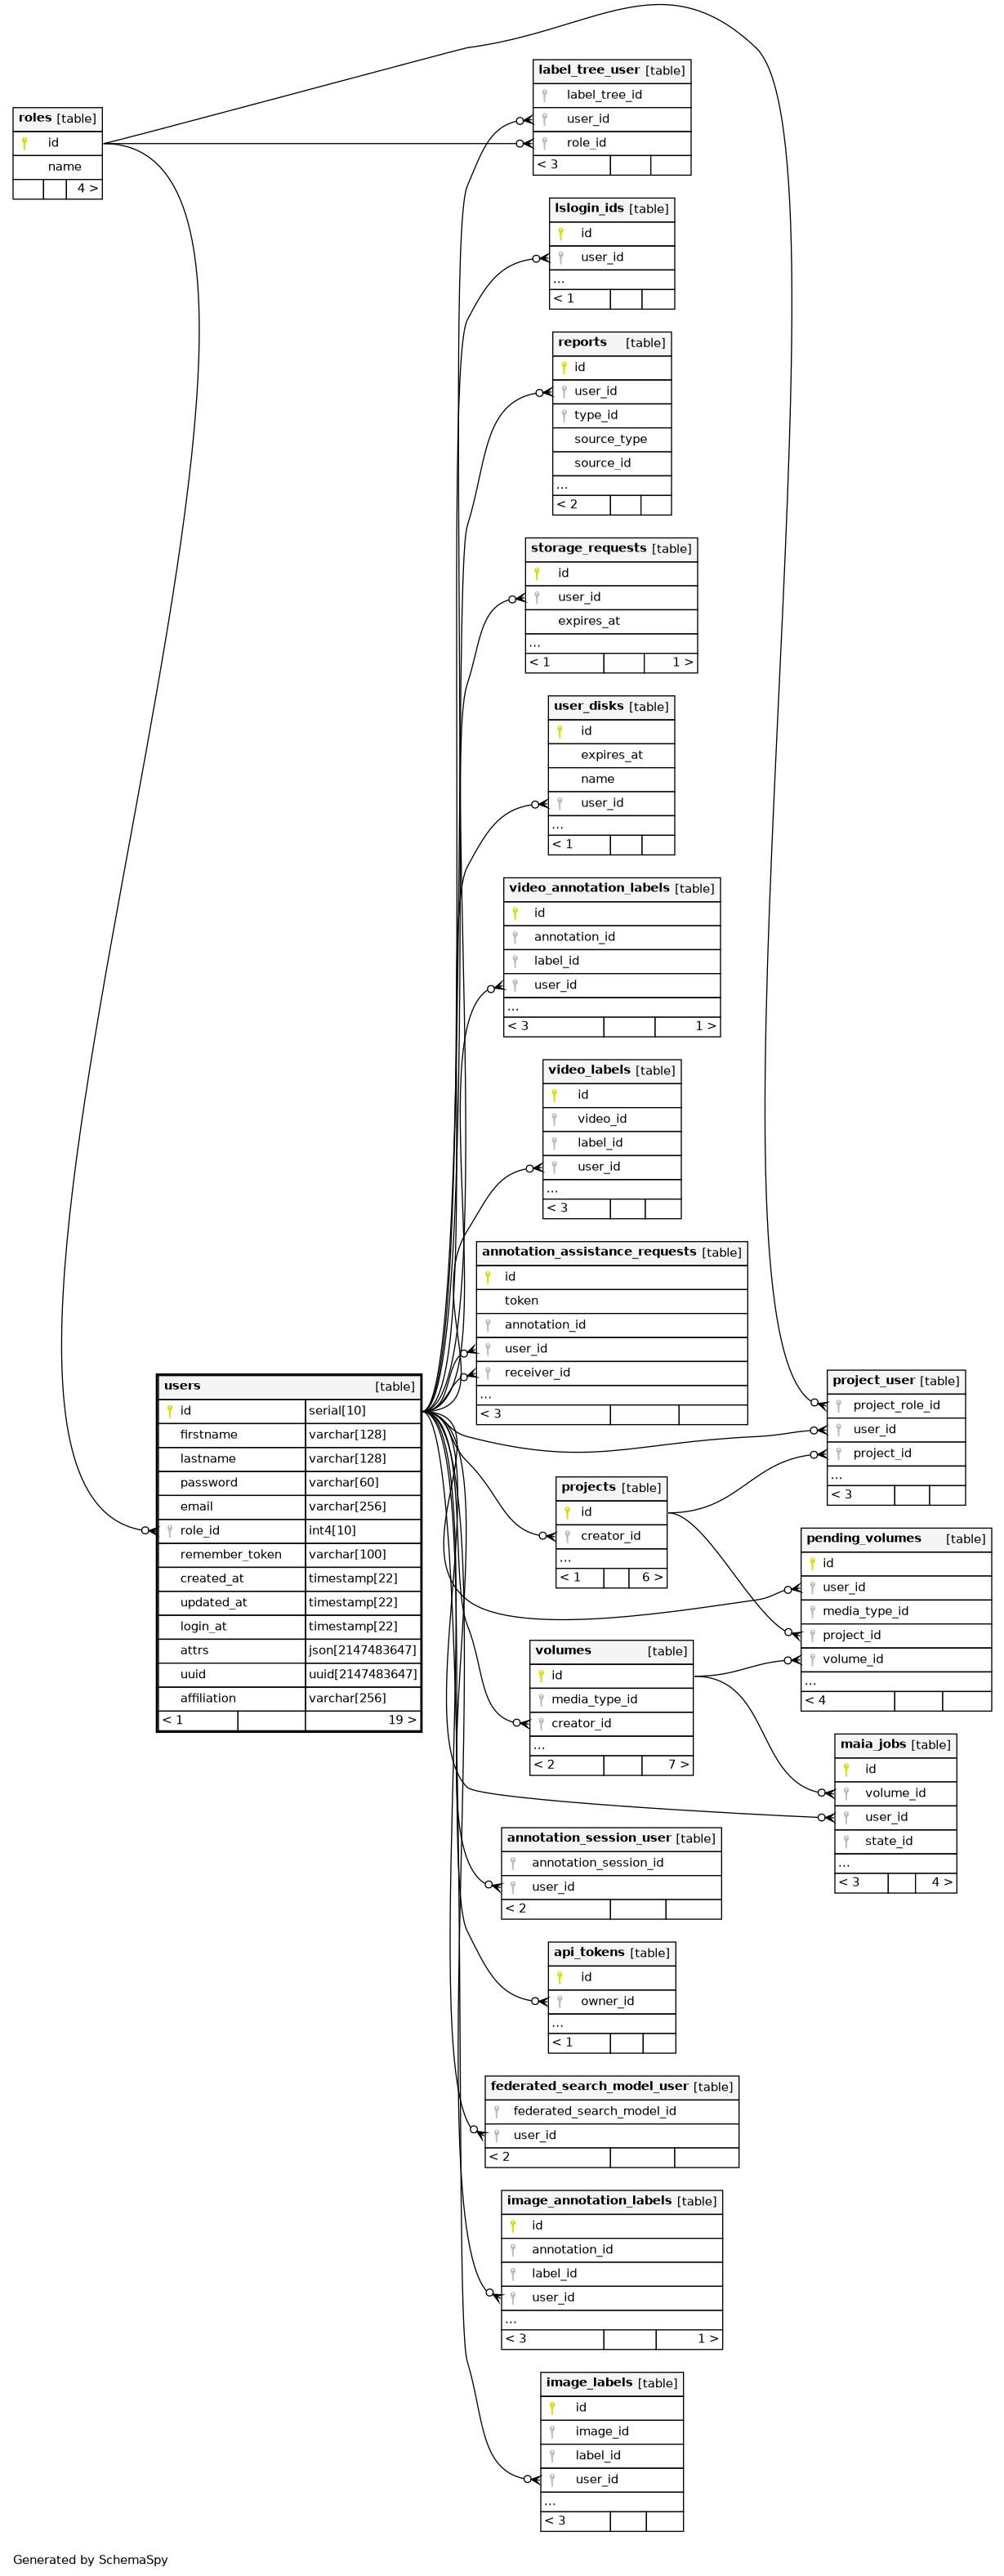 roles [table]
id
name
4 >
label_tree_user [table]
label_tree_id
user_id
role_id
< 3
lslogin_ids [table]
id
user_id
...
< 1
reports [table]
id
user_id
type_id
source_type
source_id
...
< 2
storage_requests [table]
id
user_id
expires_at
...
< 1 1 >
user_disks [table]
id
expires_at
name
user_id
...
< 1
video_annotation_labels [table]
id
annotation_id
label_id
user_id
...
< 3 1 >
video_labels [table]
id
video_id
label_id
user_id
...
< 3
annotation_assistance_requests [table]
id
token
annotation_id
user_id
receiver_id
...
< 3
users [table]
id serial[10]
firstname varchar[128]
lastname varchar[128]
password varchar[60]
email varchar[256]
role_id int4[10]
remember_token varchar[100]
created_at timestamp[22]
updated_at timestamp[22]
login_at timestamp[22]
attrs json[2147483647]
uuid uuid[2147483647]
affiliation varchar[256]
< 1 19 >
project_user [table]
project_role_id
user_id
project_id
...
< 3
projects [table]
id
creator_id
...
< 1 6 >
pending_volumes [table]
id
user_id
media_type_id
project_id
volume_id
...
< 4
volumes [table]
id
media_type_id
creator_id
...
< 2 7 >
maia_jobs [table]
id
volume_id
user_id
state_id
...
< 3 4 >
annotation_session_user [table]
annotation_session_id
user_id
< 2
api_tokens [table]
id
owner_id
...
< 1
federated_search_model_user [table]
federated_search_model_id
user_id
< 2
image_annotation_labels [table]
id
annotation_id
label_id
user_id
...
< 3 1 >
image_labels [table]
id
image_id
label_id
user_id
...
< 3
Generated by SchemaSpy